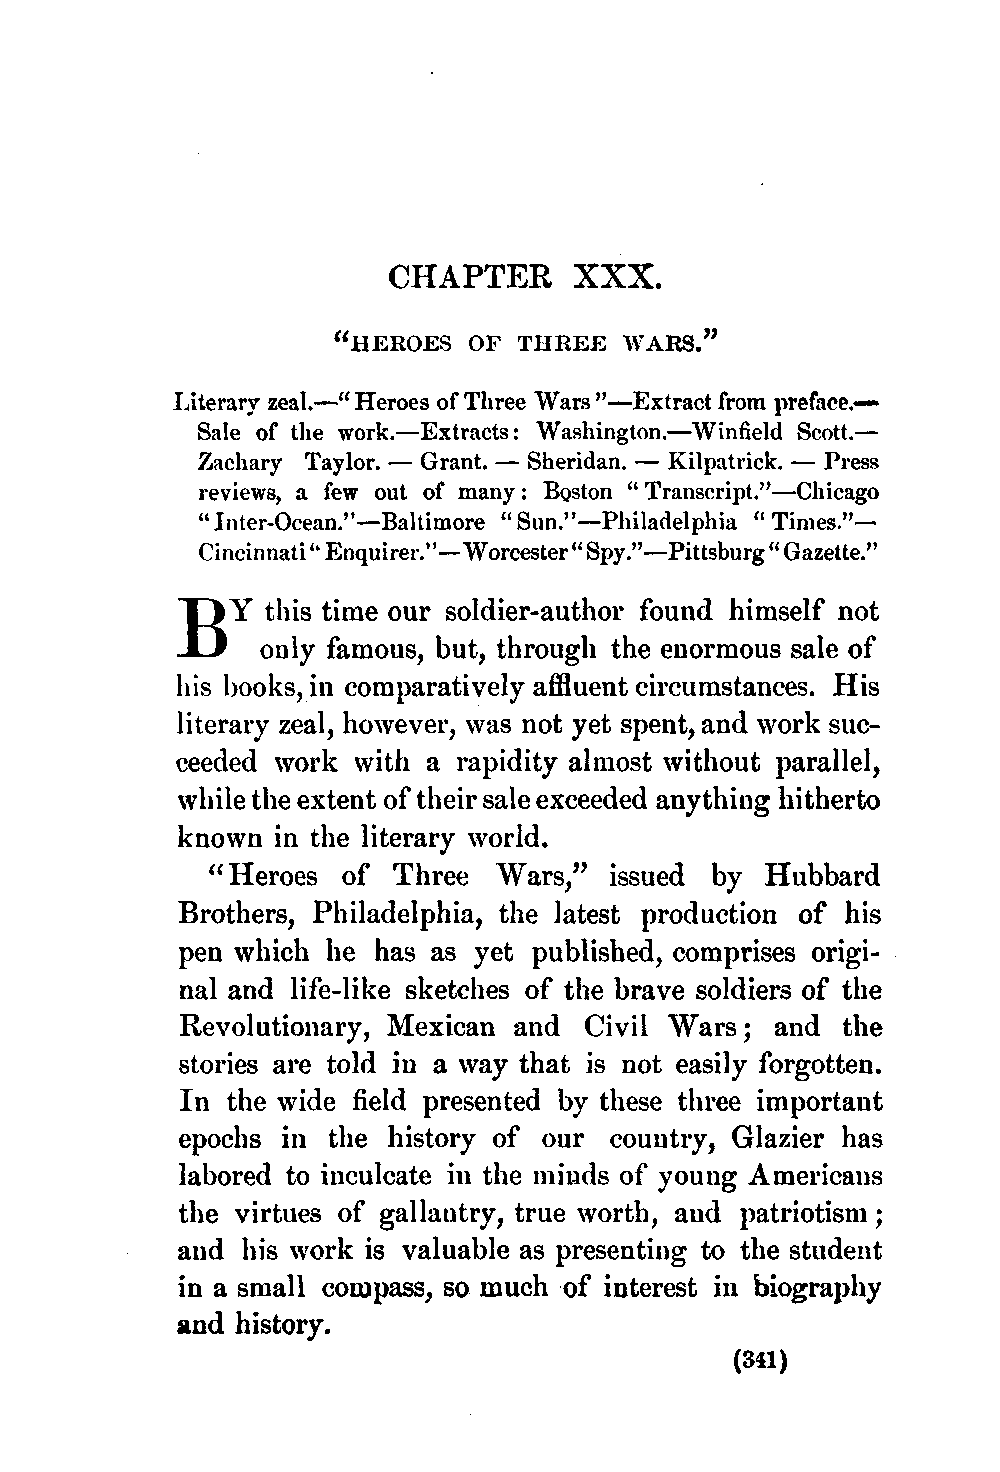 CHAPTER XXX.
"HEROES OF THREE WARS."
Literary zeal.—"Heroes of Three Wars"—Extract from preface.—
Sale of the work.—Extracts: Washington.—Winfield Scott.—
Zachary Taylor. — Grant. — Sheridan. — Kilpatrick. — Press
reviews, a few out of many: Boston "Transcript."—Chicago
"Inter-Ocean."—Baltimore "Sun."—Philadelphia "Times."—
Cincinnati "Enquirer."—Worcester "Spy."—Pittsburg "Gazette."
BY this time our soldier-author found himself not
only famous, but, through the enormous sale of
his books, in comparatively affluent circumstances. His
literary zeal, however, was not yet spent, and work suc-
ceeded work with a rapidity almost without parallel,
while the extent of their sale exceeded anything hitherto
known in the literary world.
"Heroes of Three Wars," issued by Hubbard
Brothers, Philadelphia, the latest production of his
pen which he has as yet published, comprises origi-
nal and life-like sketches of the brave soldiers of the
Revolutionary, Mexican and Civil Wars; and the
stories are told in a way that is not easily forgotten.
In the wide field presented by these three important
epochs in the history of our country, Glazier has
labored to inculcate in the minds of young Americans
the virtues of gallantry, true worth, and patriotism;
and his work is valuable as presenting to the student
in a small compass, so much of interest in biography
and history.
(341)